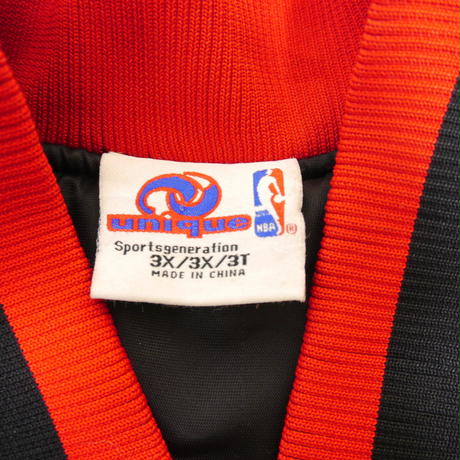 unique
NBA
®
Sportsgeneration
3X/3X/3T
MADE IN CHINA